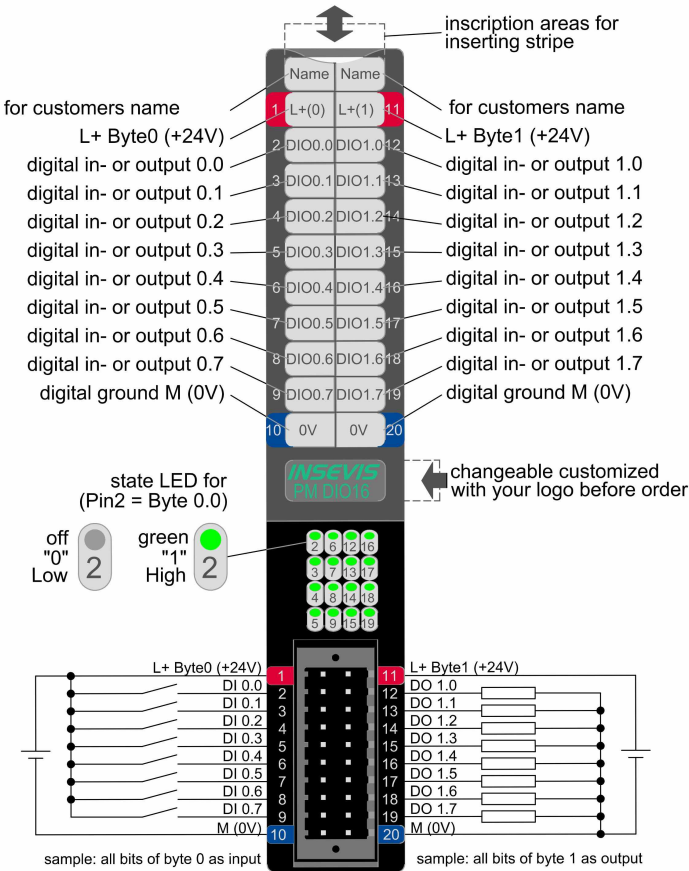 inscription areas for
inserting stripe
Name Name
for customers name
for customers name
1 L+(0) L+(1) 11
L+ Byte0 (+24V)
L+ Byte1 (+24V)
2 DIO0.0 DIO1.0 12
digital in- or output 0.0
digital in- or output 1.0
3 DIO0.1 DIO1.1 13
digital in- or output 0.1
digital in- or output 1.1
4 DIO0.2 DIO1.2 14
digital in- or output 0.2
digital in- or output 1.2
5 DIO0.3 DIO1.3 15
digital in- or output 0.3
digital in- or output 1.3
6 DIO0.4 DIO1.4 16
digital in- or output 0.4
digital in- or output 1.4
7 DIO0.5 DIO1.5 17
digital in- or output 0.5
digital in- or output 1.5
8 DIO0.6 DIO1.6 18
digital in- or output 0.6
digital in- or output 1.6
9 DIO0.7 DIO1.7 19
digital in- or output 0.7
digital in- or output 1.7
10 0V 0V 20
digital ground M (0V)
digital ground M (0V)
INSEVIS
PM DIO16
changeable customized
with your logo before order
state LED for
(Pin2 = Byte 0.0)
off
"0"
Low
2
green
"1"
High
2
2 6 12 16
3 7 13 17
4 8 14 18
5 9 15 19
L+ Byte0 (+24V) 1 11 L+ Byte1 (+24V)
DI 0.0 2 12 DO 1.0
DI 0.1 3 13 DO 1.1
DI 0.2 4 14 DO 1.2
DI 0.3 5 15 DO 1.3
DI 0.4 6 16 DO 1.4
DI 0.5 7 17 DO 1.5
DI 0.6 8 18 DO 1.6
DI 0.7 9 19 DO 1.7
M (0V) 10 20 M (0V)
sample: all bits of byte 0 as input
sample: all bits of byte 1 as output